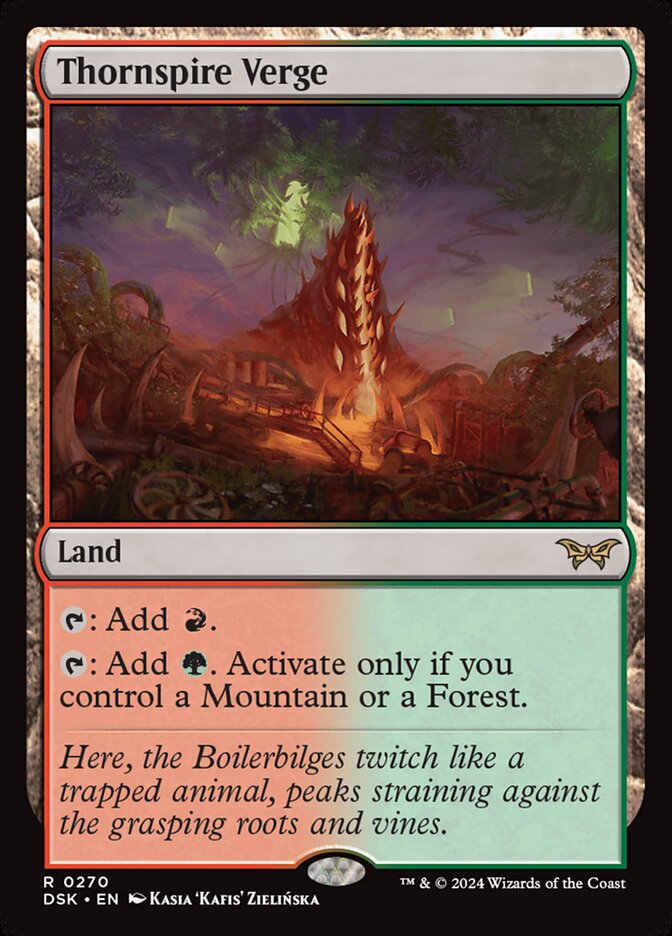 Thornspire Verge
Land
: Add .
: Add . Activate only if you
control a Mountain or a Forest.
Here, the Boilerbilges twitch like a
trapped animal, peaks straining against
the grasping roots and vines.
R 0270
DSK • EN KASIA ‘KAFIS’ ZIELIŃSKA
™ & © 2024 Wizards of the Coast